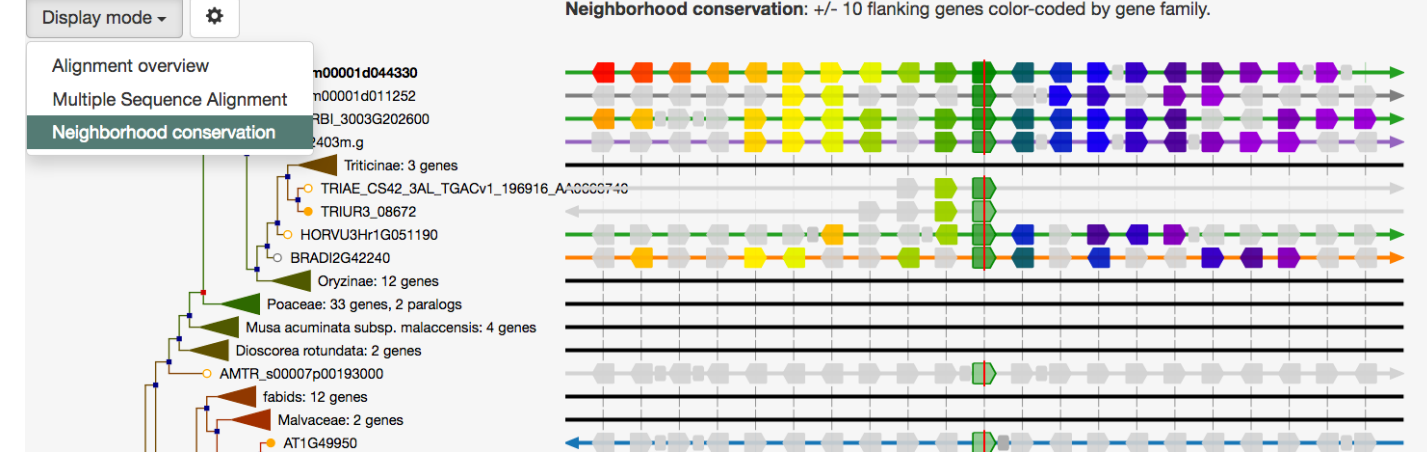 Display mode
Neighborhood conservation: +/- 10 flanking genes color-coded by gene family.
Alignment overview
Multiple Sequence Alignment
Neighborhood conservation
m00001d044330
m00001d011252
RBI_3003G202600
2403m.g
Triticinae: 3 genes
TRIAE_CS42_3AL_TGACv1_196916_AA0660740
TRIUR3_08672
HORVU3Hr1G051190
BRADI2G42240
Oryzinae: 12 genes
Poaceae: 33 genes, 2 paralogs
Musa acuminata subsp. malaccensis: 4 genes
Dioscorea rotundata: 2 genes
AMTR_s00007p00193000
fabids: 12 genes
Malvaceae: 2 genes
AT1G49950